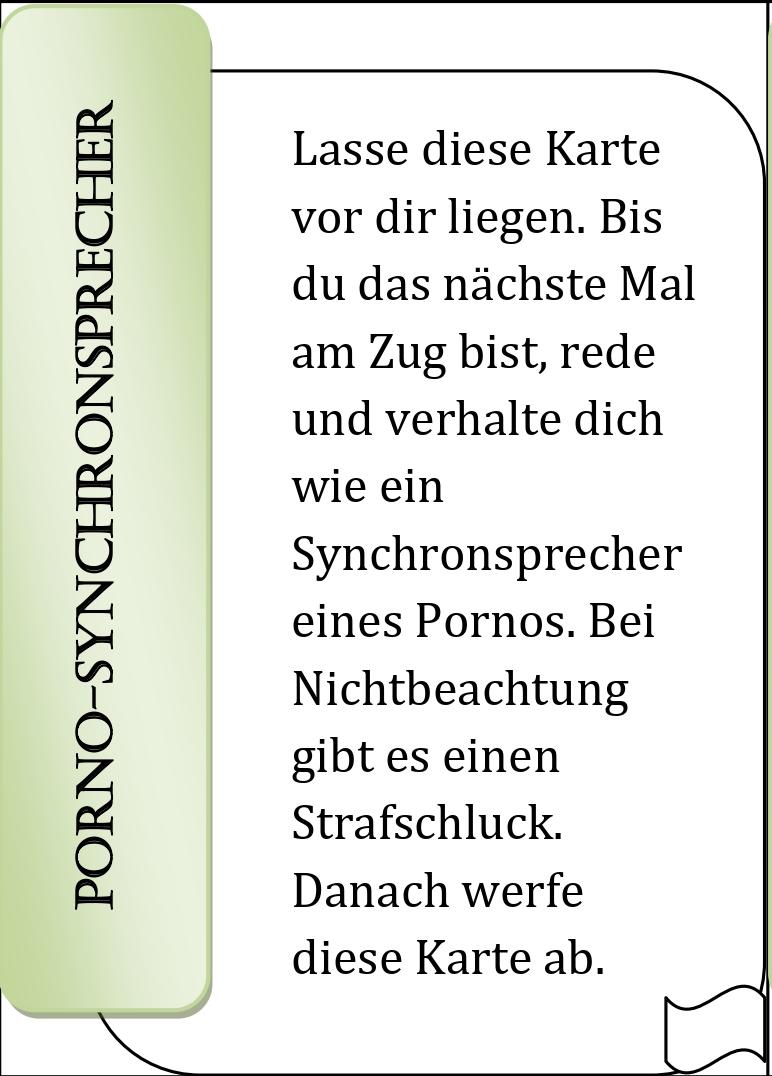 PORNO-SYNCHRONSPRECHER
Lasse diese Karte
vor dir liegen. Bis
du das nächste Mal
am Zug bist, rede
und verhalte dich
wie ein
Synchronsprecher
eines Pornos. Bei
Nichtbeachtung
gibt es einen
Strafschluck.
Danach werfe
diese Karte ab.